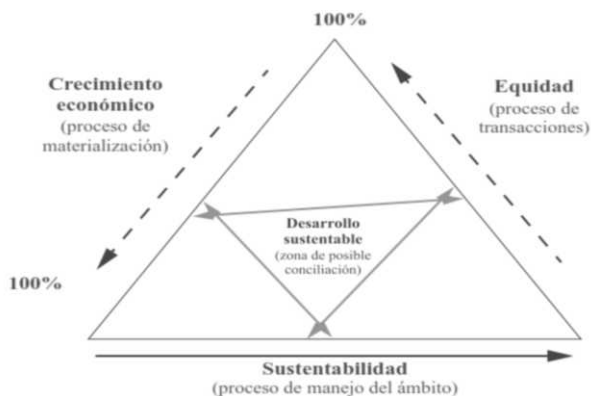 100%
Crecimiento
económico
(proceso de
materialización)
Equidad
(proceso de
transacciones)
Desarrollo
sustentable
(zona de posible
conciliación)
100%
Sustentabilidad
(proceso de manejo del ámbito)